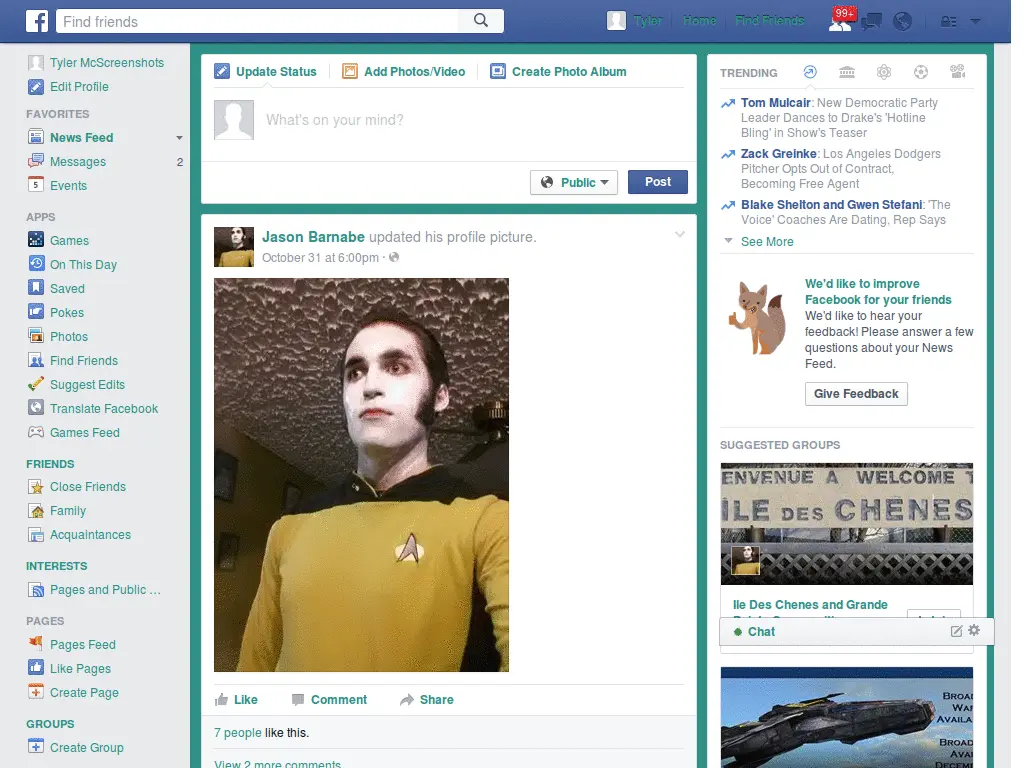 Find friends
Tyler
Home
Find Friends
99+
Tyler McScreenshots
Edit Profile
FAVORITES
News Feed
Messages 2
5 Events
APPS
Games
On This Day
Saved
Pokes
Photos
Find Friends
Suggest Edits
Translate Facebook
Games Feed
FRIENDS
Close Friends
Family
Acquaintances
INTERESTS
Pages and Public ...
PAGES
Pages Feed
Like Pages
Create Page
GROUPS
Create Group
Update Status
Add Photos/Video
Create Photo Album
What's on your mind?
Public
Post
Jason Barnabe updated his profile picture.
October 31 at 6:00pm ·
Like
Comment
Share
7 people like this.
View 2 more comments
TRENDING
Tom Mulcair: New Democratic Party
Leader Dances to Drake's 'Hotline
Bling' in Show's Teaser
Zack Greinke: Los Angeles Dodgers
Pitcher Opts Out of Contract,
Becoming Free Agent
Blake Shelton and Gwen Stefani: 'The
Voice' Coaches Are Dating, Rep Says
See More
We'd like to improve
Facebook for your friends
We'd like to hear your
feedback! Please answer a few
questions about your News
Feed.
Give Feedback
SUGGESTED GROUPS
ENVENUE A WELCOME T
ILE DES CHENES
Ile Des Chenes and Grande
Chat
BROA
WA
AVAILA
BROA
AVA
DECEM